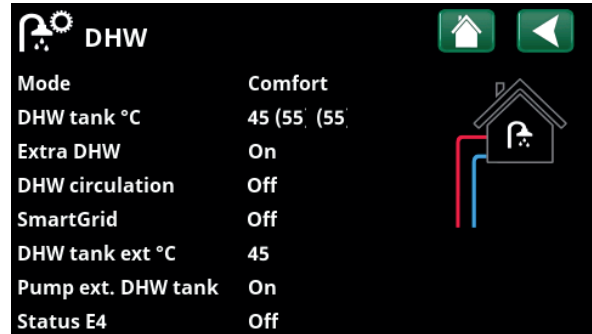 DHW
Mode Comfort
DHW tank °C 45 (55) (55)
Extra DHW On
DHW circulation Off
SmartGrid Off
DHW tank ext °C 45
Pump ext. DHW tank On
Status E4 Off